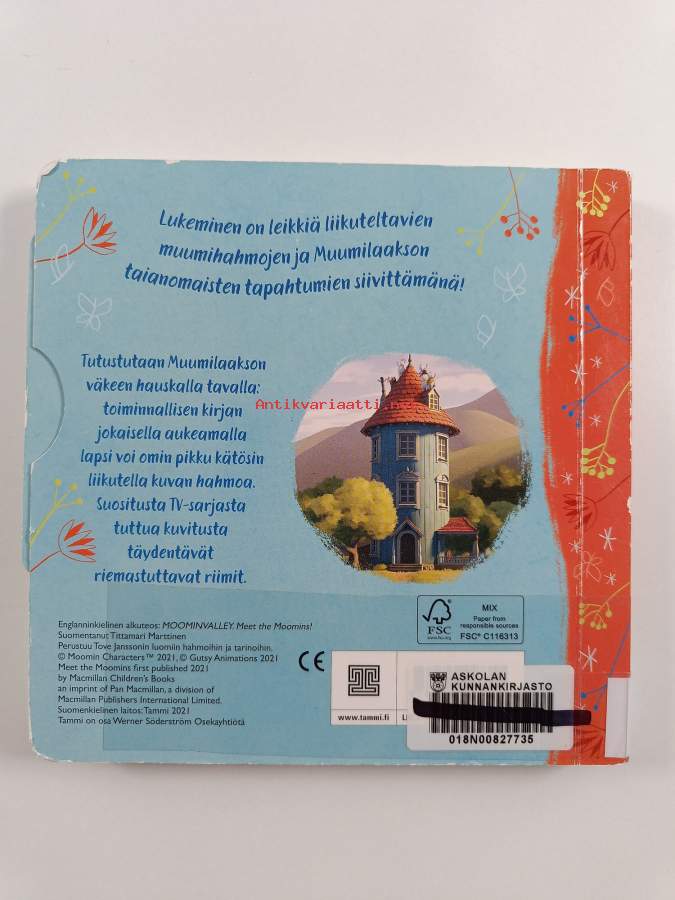 Lukeminen on leikkiä liikuteltavien
muumihahmojen ja Muumilaakson
taianomaisten tapahtumien siivittämänä!
Tutustutaan Muumilaakson
väkeen hauskalla tavalla:
toiminnallisen kirjan
jokaisella aukeamalla
lapsi voi omin pikku kätösin
liikutella kuvan hahmoa.
Suositusta TV-sarjasta
tuttua kuvitusta
täydentävät
riemastuttavat riimit.
Englanninkielinen alkuteos: MOOMINVALLEY. Meet the Moomins!
Suomentanut Tittamari Marttinen
Perustuu Tove Janssonin luomiin hahmoihin ja tarinoihin.
© Moomin Characters™ 2021, © Gutsy Animations 2021
Meet the Moomins first published 2021
by Macmillan Children's Books
an imprint of Pan Macmillan, a division of
Macmillan Publishers International Limited.
Suomenkielinen laitos: Tammi 2021
Tammi on osa Werner Söderström Osakeyhtiötä
FSC
www.fsc.org
MIX
Paper from
responsible sources
FSC® C116313
CE
www.tammi.fi
ASKOLAN
KUNNANKIRJASTO
018N00827735